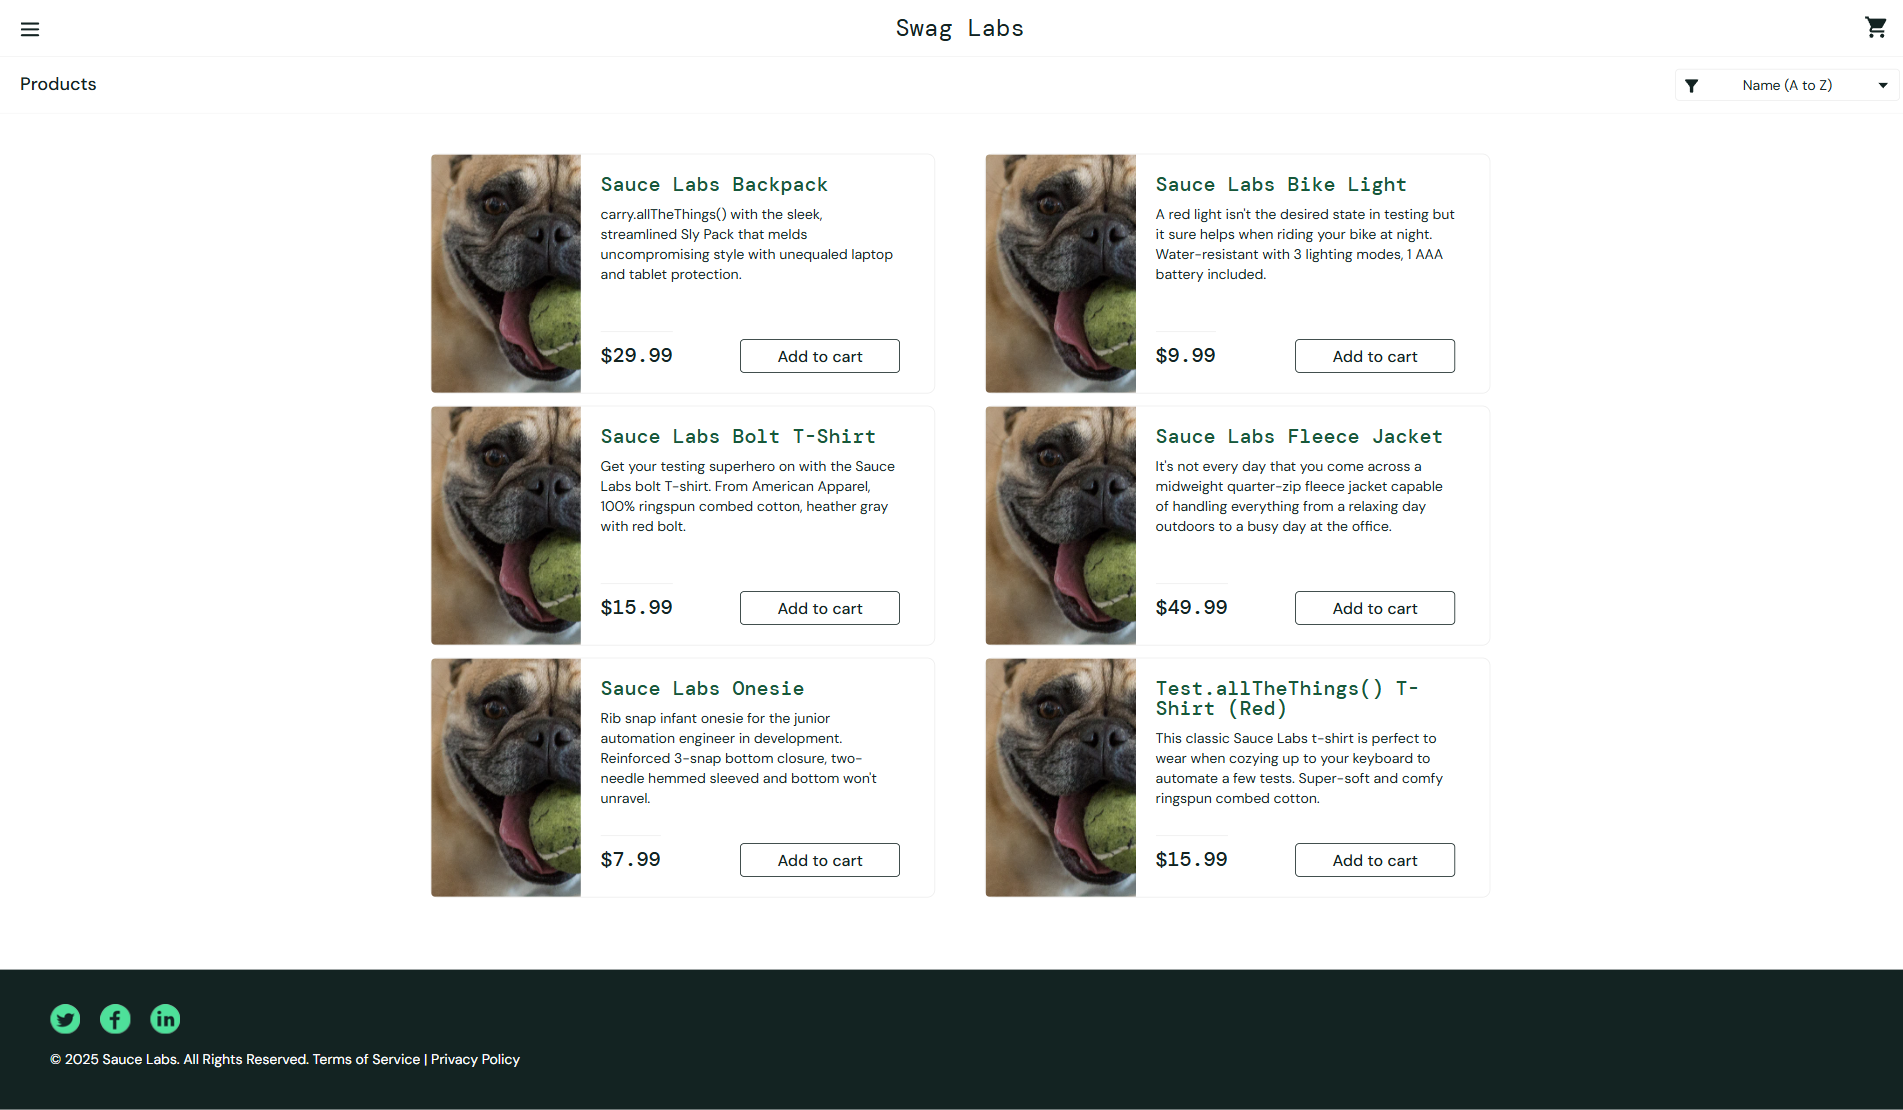 Swag Labs
Products
Name (A to Z)
Sauce Labs Backpack
carry.allTheThings() with the sleek,
streamlined Sly Pack that melds
uncompromising style with unequaled laptop
and tablet protection.
$29.99
Add to cart
Sauce Labs Bike Light
A red light isn't the desired state in testing but
it sure helps when riding your bike at night.
Water-resistant with 3 lighting modes, 1 AAA
battery included.
$9.99
Add to cart
Sauce Labs Bolt T-Shirt
Get your testing superhero on with the Sauce
Labs bolt T-shirt. From American Apparel,
100% ringspun combed cotton, heather gray
with red bolt.
$15.99
Add to cart
Sauce Labs Fleece Jacket
It's not every day that you come across a
midweight quarter-zip fleece jacket capable
of handling everything from a relaxing day
outdoors to a busy day at the office.
$49.99
Add to cart
Sauce Labs Onesie
Rib snap infant onesie for the junior
automation engineer in development.
Reinforced 3-snap bottom closure, two-
needle hemmed sleeved and bottom won't
unravel.
$7.99
Add to cart
Test.allTheThings() T-
Shirt (Red)
This classic Sauce Labs t-shirt is perfect to
wear when cozying up to your keyboard to
automate a few tests. Super-soft and comfy
ringspun combed cotton.
$15.99
Add to cart
© 2025 Sauce Labs. All Rights Reserved. Terms of Service | Privacy Policy